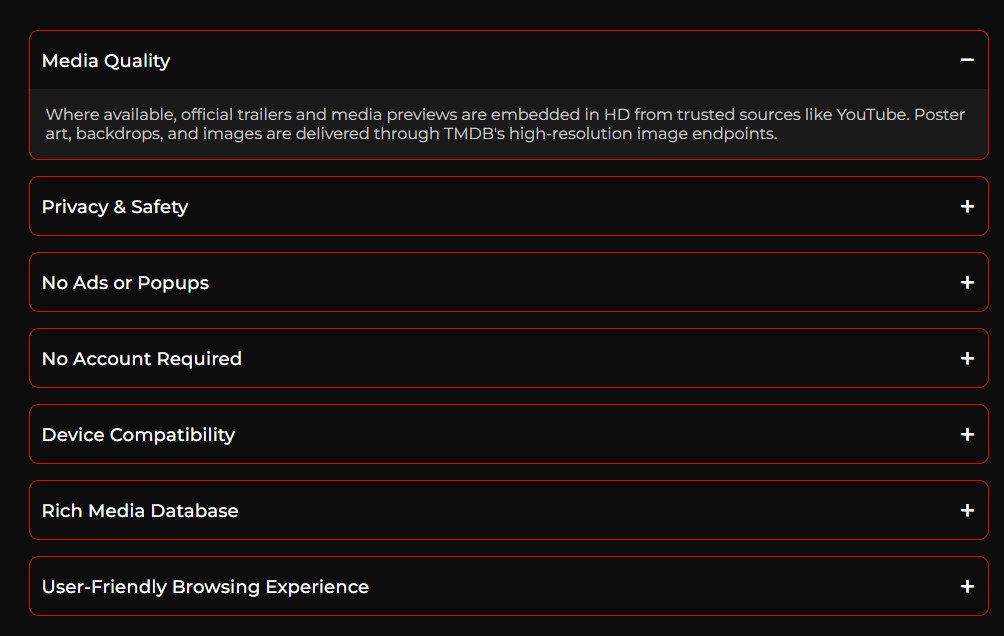 Media Quality
Where available, official trailers and media previews are embedded in HD from trusted sources like YouTube. Poster
art, backdrops, and images are delivered through TMDB's high-resolution image endpoints.
Privacy & Safety
No Ads or Popups
No Account Required
Device Compatibility
Rich Media Database
User-Friendly Browsing Experience